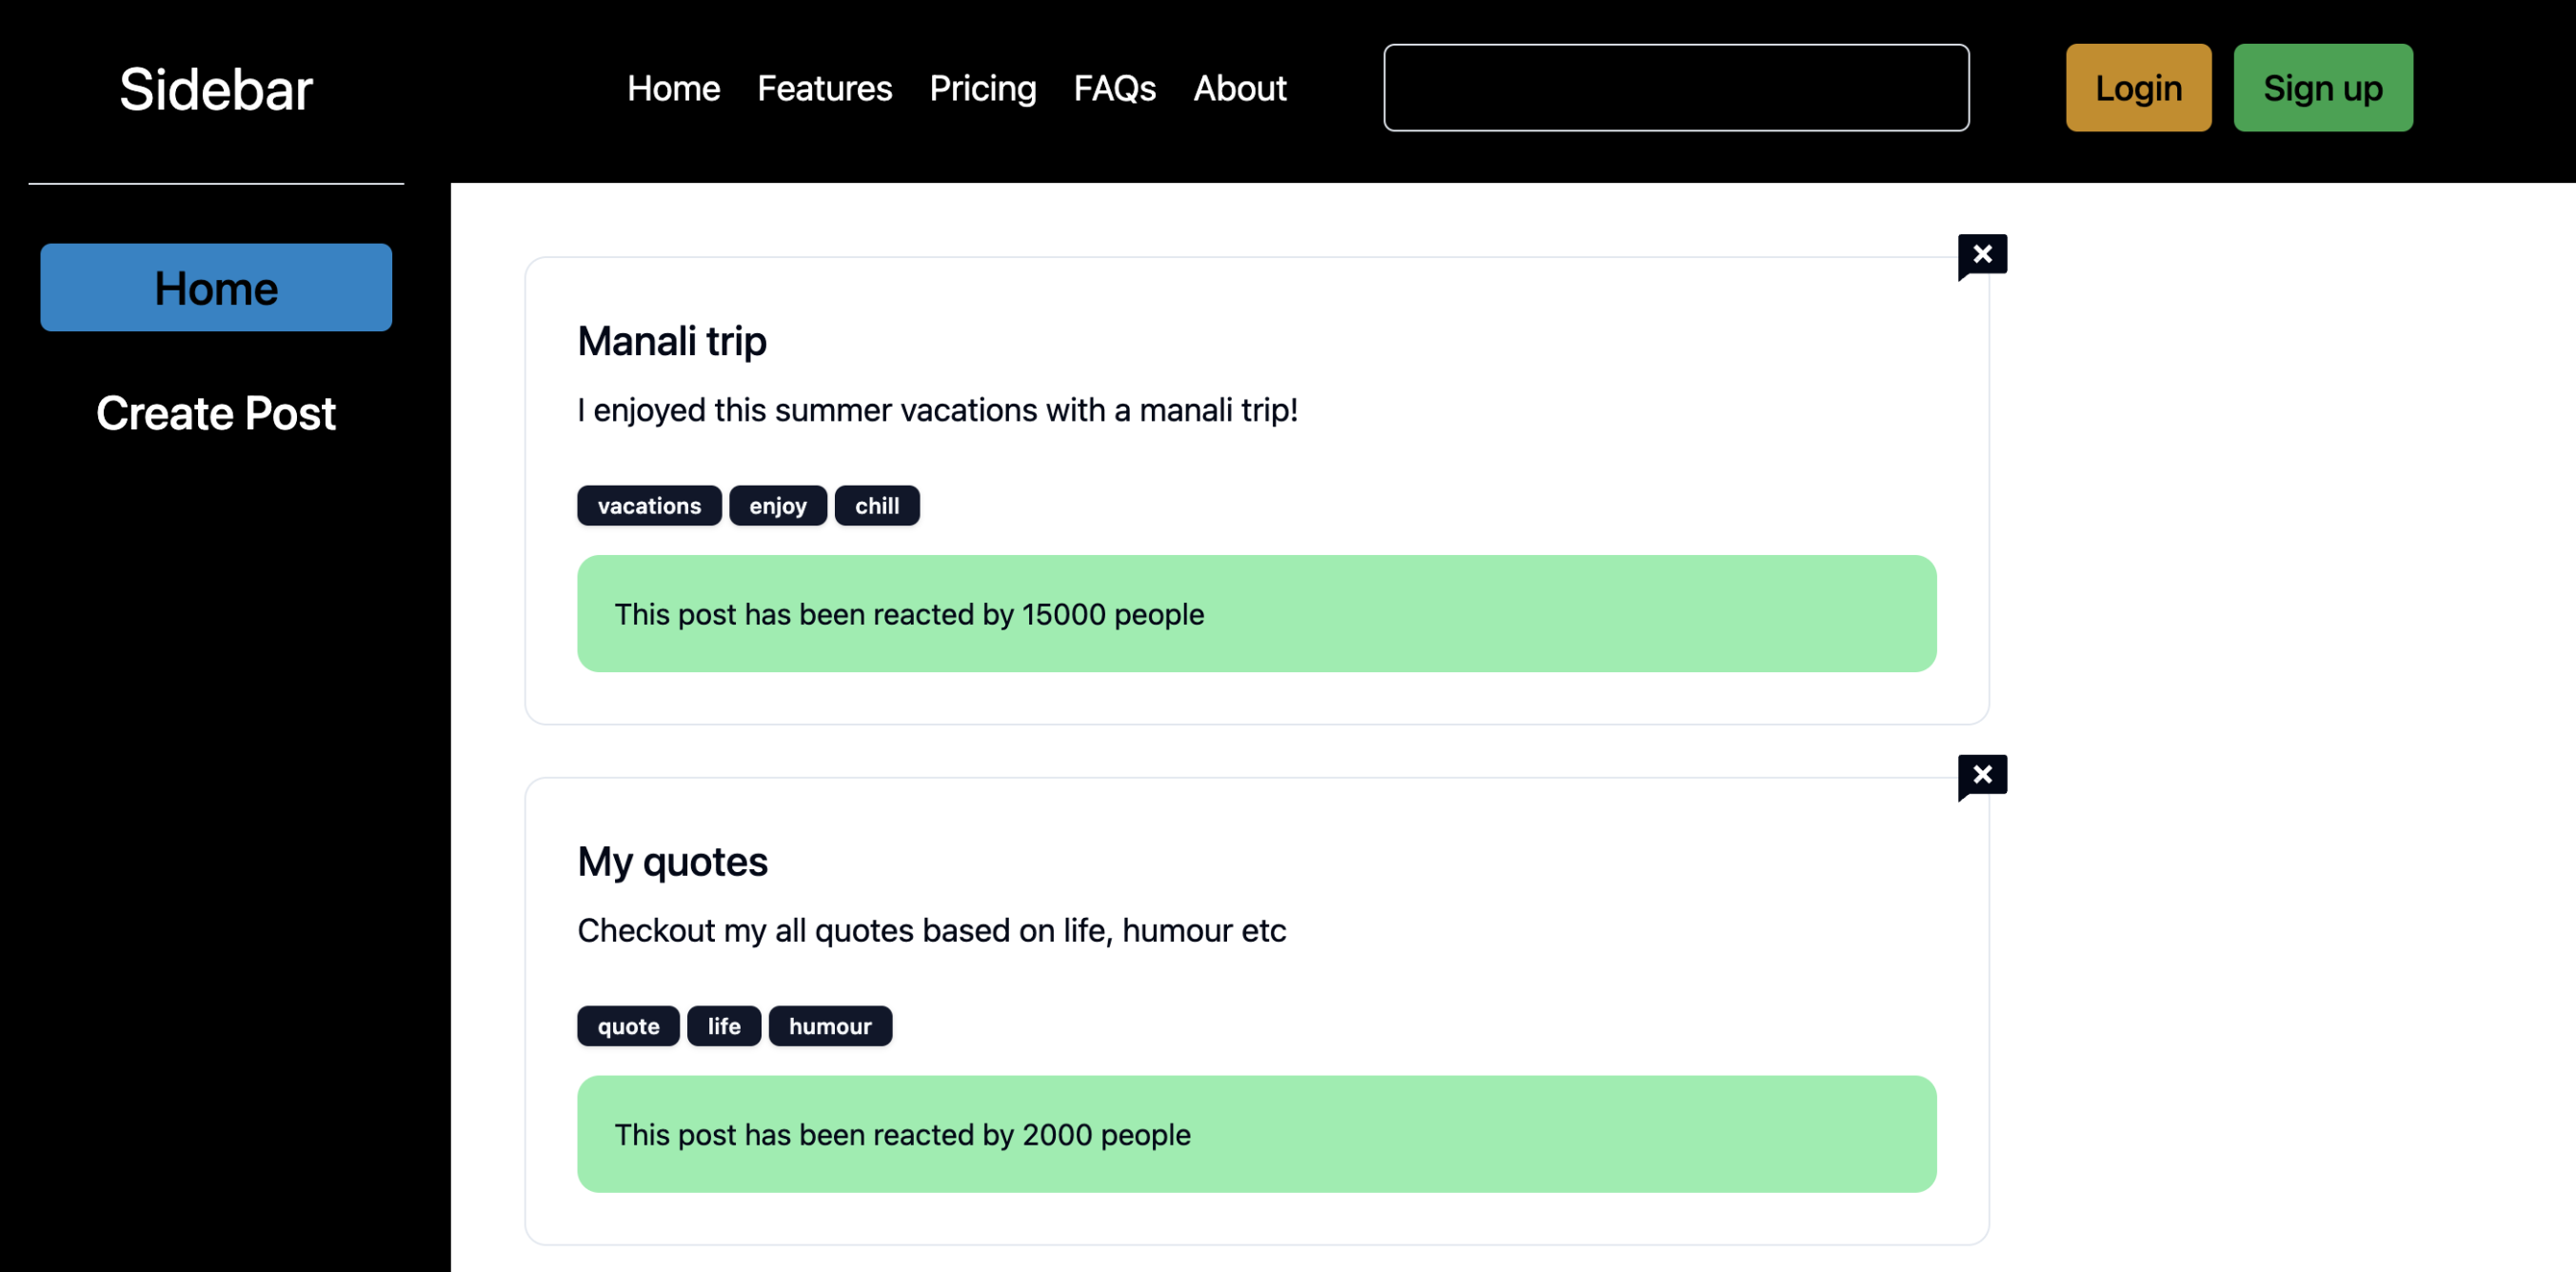 Sidebar
Home Features Pricing FAQs About
Login
Sign up
Home
Create Post
Manali trip
I enjoyed this summer vacations with a manali trip!
vacations enjoy chill
This post has been reacted by 15000 people
My quotes
Checkout my all quotes based on life, humour etc
quote life humour
This post has been reacted by 2000 people